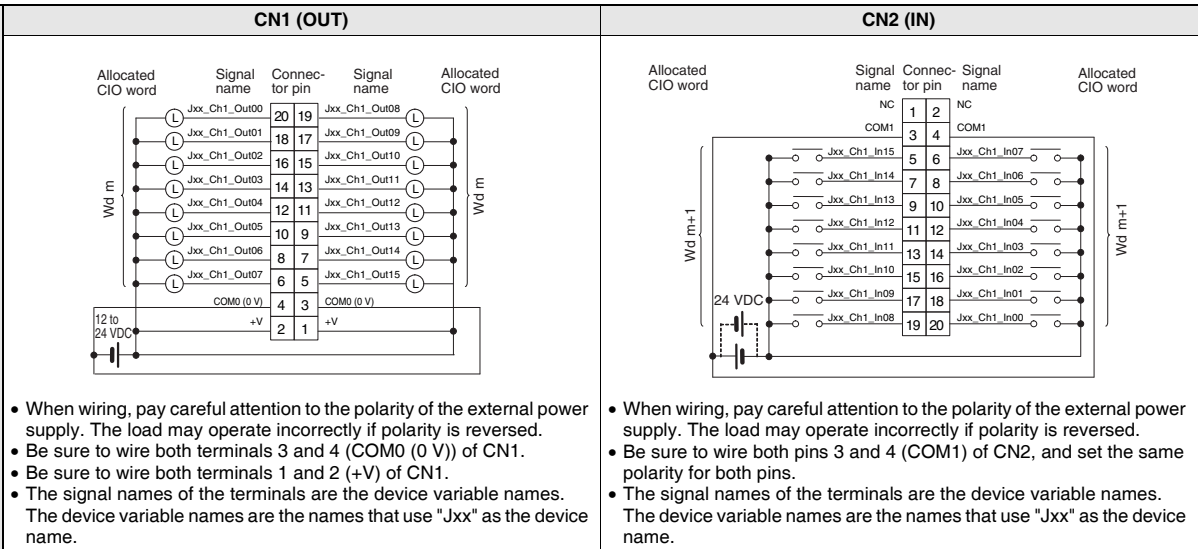 CN1 (OUT)
CN2 (IN)
Allocated CIO word
Signal name
Connec-tor pin
Signal name
Allocated CIO word
Jxx_Ch1_Out00 20 19 Jxx_Ch1_Out08
L L
Jxx_Ch1_Out01 18 17 Jxx_Ch1_Out09
L L
Jxx_Ch1_Out02 16 15 Jxx_Ch1_Out10
L L
Jxx_Ch1_Out03 14 13 Jxx_Ch1_Out11
L L
Jxx_Ch1_Out04 12 11 Jxx_Ch1_Out12
L L
Jxx_Ch1_Out05 10 9 Jxx_Ch1_Out13
L L
Jxx_Ch1_Out06 8 7 Jxx_Ch1_Out14
L L
Jxx_Ch1_Out07 6 5 Jxx_Ch1_Out15
L L
COM0 (0 V) 4 3 COM0 (0 V)
+V 2 1 +V
Wd m
Wd m
12 to
24 VDC
• When wiring, pay careful attention to the polarity of the external power
supply. The load may operate incorrectly if polarity is reversed.
• Be sure to wire both terminals 3 and 4 (COM0 (0 V)) of CN1.
• Be sure to wire both terminals 1 and 2 (+V) of CN1.
• The signal names of the terminals are the device variable names.
The device variable names are the names that use "Jxx" as the device
name.
Allocated CIO word
Signal name
Connec-tor pin
Signal name
Allocated CIO word
NC 1 2 NC
COM1 3 4 COM1
Jxx_Ch1_In15 5 6 Jxx_Ch1_In07
Jxx_Ch1_In14 7 8 Jxx_Ch1_In06
Jxx_Ch1_In13 9 10 Jxx_Ch1_In05
Jxx_Ch1_In12 11 12 Jxx_Ch1_In04
Jxx_Ch1_In11 13 14 Jxx_Ch1_In03
Jxx_Ch1_In10 15 16 Jxx_Ch1_In02
Jxx_Ch1_In09 17 18 Jxx_Ch1_In01
Jxx_Ch1_In08 19 20 Jxx_Ch1_In00
Wd m+1
Wd m+1
24 VDC
• When wiring, pay careful attention to the polarity of the external power
supply. The load may operate incorrectly if polarity is reversed.
• Be sure to wire both pins 3 and 4 (COM1) of CN2, and set the same
polarity for both pins.
• The signal names of the terminals are the device variable names.
The device variable names are the names that use "Jxx" as the device
name.